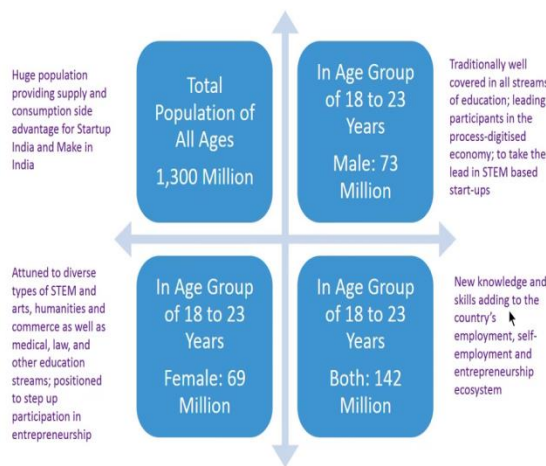 Huge population
providing supply and
consumption side
advantage for Startup
India and Make in
India
Total
Population of
All Ages
1,300 Million
In Age Group
of 18 to 23
Years
Male: 73
Million
Traditionally well
covered in all streams
of education; leading
participants in the
process-digitised
economy; to take the
lead in STEM based
start-ups
Attuned to diverse
types of STEM and
arts, humanities and
commerce as well as
medical, law, and
other education
streams; positioned
to step up
participation in
entrepreneurship
In Age Group
of 18 to 23
Years
Female: 69
Million
In Age Group
of 18 to 23
Years
Both: 142
Million
New knowledge and
skills adding to the
country's
employment, self-
employment and
entrepreneurship
ecosystem